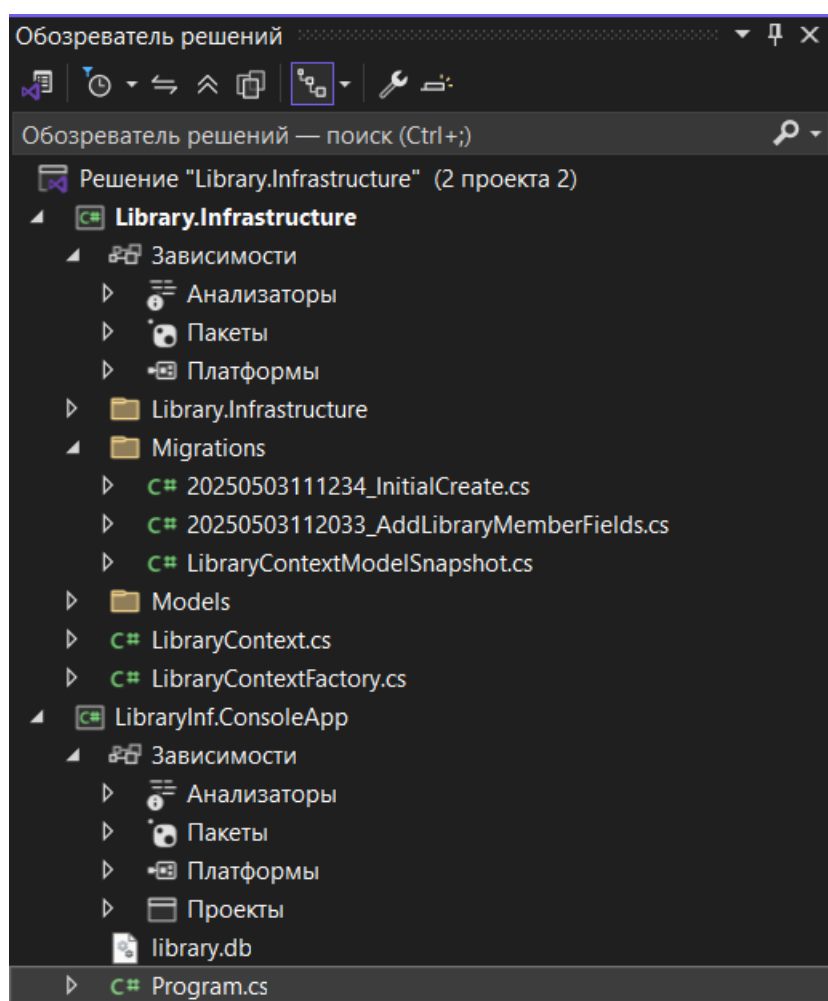 Обозреватель решений
Обозреватель решений — поиск (Ctrl+;)
Решение "Library.Infrastructure" (2 проекта 2)
C# Library.Infrastructure
Зависимости
Анализаторы
Пакеты
Платформы
Library.Infrastructure
Migrations
C# 20250503111234_InitialCreate.cs
C# 20250503112033_AddLibraryMemberFields.cs
C# LibraryContextModelSnapshot.cs
Models
C# LibraryContext.cs
C# LibraryContextFactory.cs
C# LibraryInf.ConsoleApp
Зависимости
Анализаторы
Пакеты
Платформы
Проекты
library.db
C# Program.cs